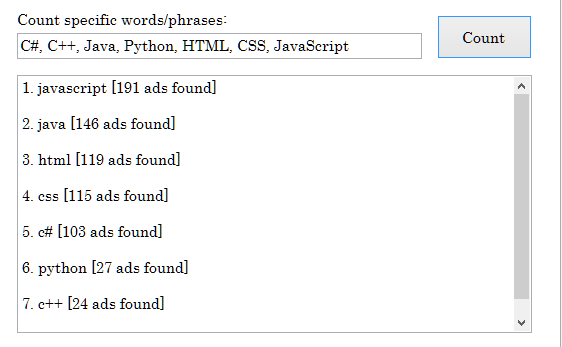 Count specific words/phrases:
C#, C++, Java, Python, HTML, CSS, JavaScript
Count
1. javascript [191 ads found]
2. java [146 ads found]
3. html [119 ads found]
4. css [115 ads found]
5. c# [103 ads found]
6. python [27 ads found]
7. c++ [24 ads found]